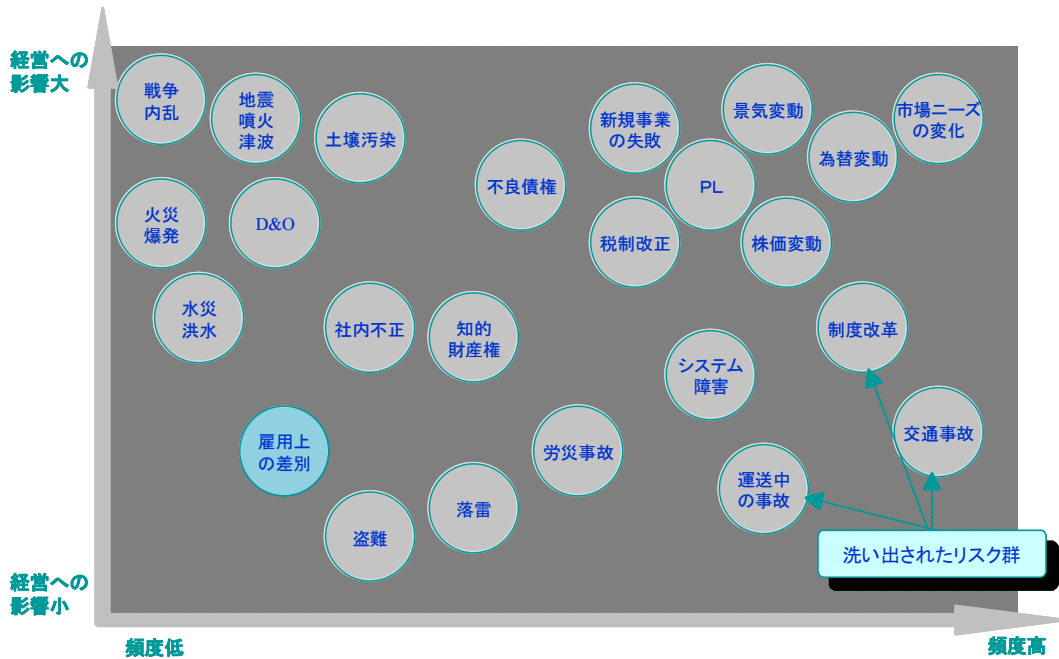 経営への
影響大
戦争
内乱
地震
噴火
津波
土壌汚染
不良債権
新規事業
の失敗
PL
景気変動
為替変動
市場ニーズ
の変化
火災
爆発
D&O
税制改正
株価変動
水災
洪水
社内不正
知的
財産権
システム
障害
制度改革
雇用上
の差別
労災事故
交通事故
盗難
落雷
運送中
の事故
洗い出されたリスク群
経営への
影響小
頻度低
頻度高